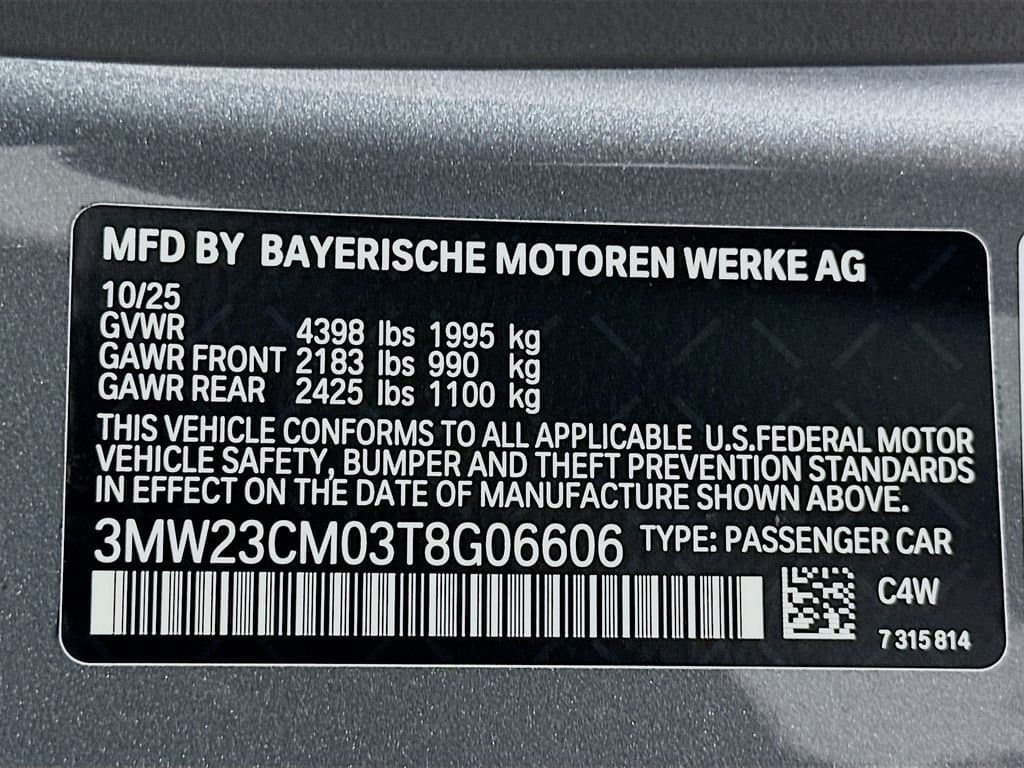 MFD BY BAYERISCHE MOTOREN WERKE AG
10/25
GVWR 4398 lbs 1995 kg
GAWR FRONT 2183 lbs 990 kg
GAWR REAR 2425 lbs 1100 kg
THIS VEHICLE CONFORMS TO ALL APPLICABLE U.S.FEDERAL MOTOR
VEHICLE SAFETY, BUMPER AND THEFT PREVENTION STANDARDS
IN EFFECT ON THE DATE OF MANUFACTURE SHOWN ABOVE.
3MW23CM03T8G06606 TYPE: PASSENGER CAR
C4W
7 315 814